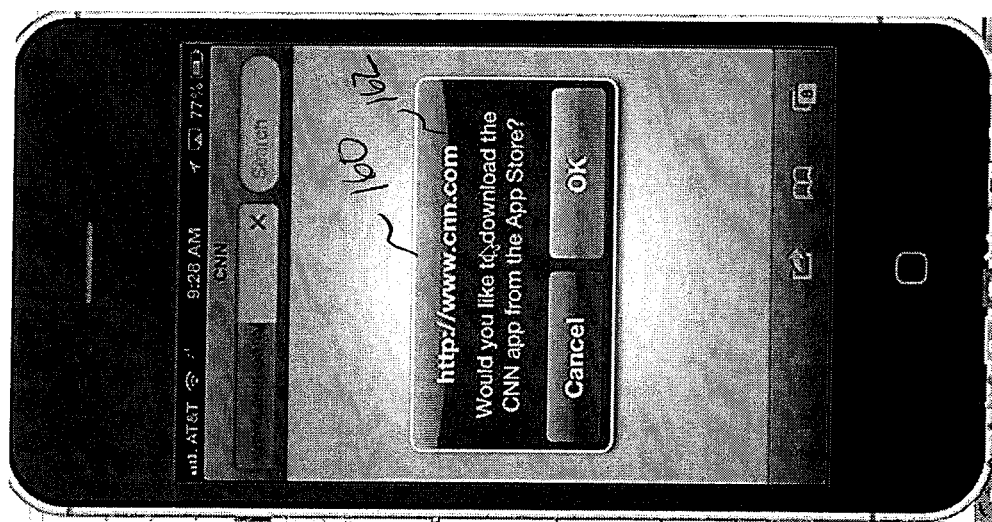 AT&T 9:28 AM 77%
CNN
Search
160 162
http://www.cnn.com
Would you like to download the
CNN app from the App Store?
Cancel OK
8